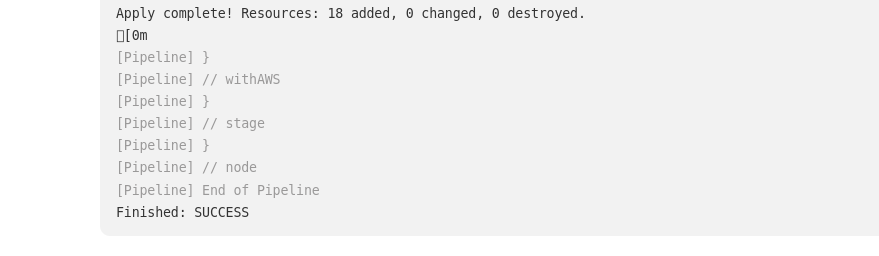 Apply complete! Resources: 18 added, 0 changed, 0 destroyed.
□[0m
[Pipeline] }
[Pipeline] // withAWS
[Pipeline] }
[Pipeline] // stage
[Pipeline] }
[Pipeline] // node
[Pipeline] End of Pipeline
Finished: SUCCESS